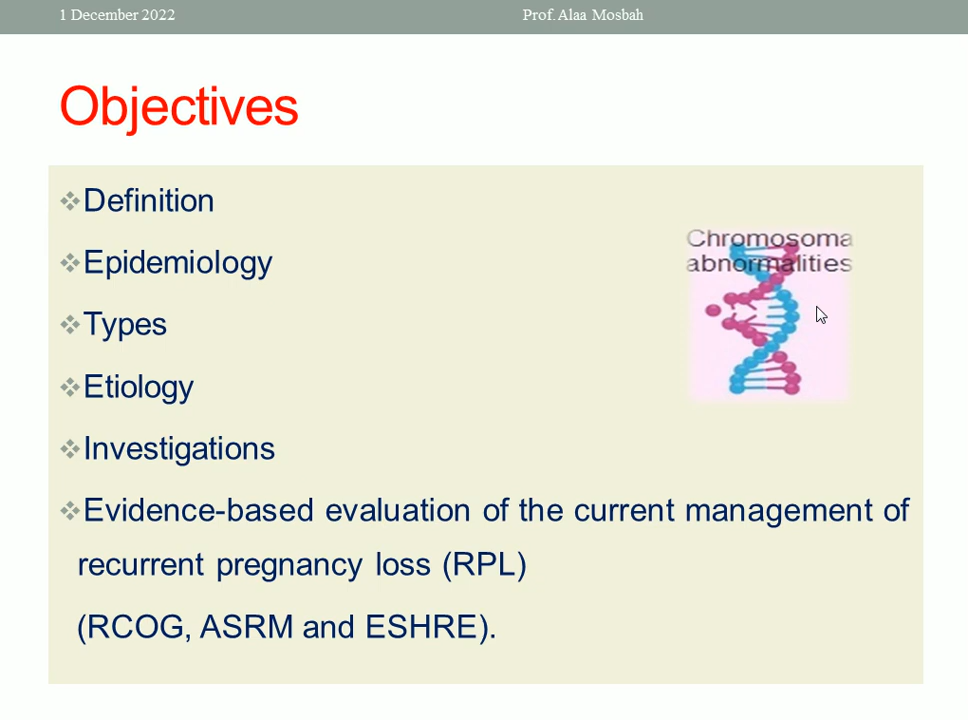 1 December 2022
Prof. Alaa Mosbah
Objectives
❖Definition
❖Epidemiology
❖Types
❖Etiology
❖Investigations
❖Evidence-based evaluation of the current management of
recurrent pregnancy loss (RPL)
(RCOG, ASRM and ESHRE).
Chromosoma
abnormalities